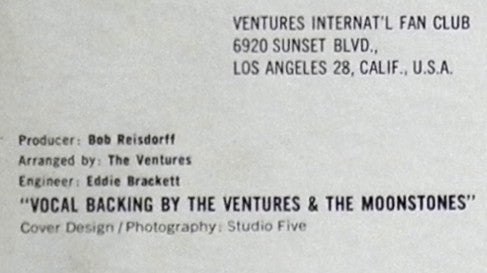 VENTURES INTERNAT'L FAN CLUB
6920 SUNSET BLVD.,
LOS ANGELES 28, CALIF., U.S.A.
Producer: Bob Reisdorff
Arranged by: The Ventures
Engineer: Eddie Brackett
"VOCAL BACKING BY THE VENTURES & THE MOONSTONES"
Cover Design / Photography: Studio Five